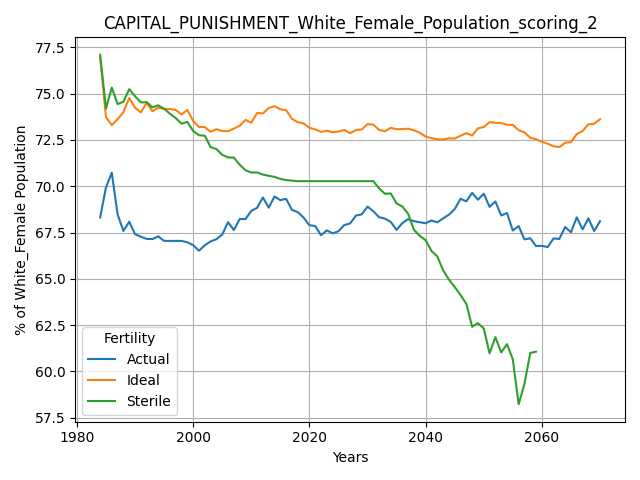 CAPITAL_PUNISHMENT_White_Female_Population_scoring_2
% of White_Female Population
77.5
75.0
72.5
70.0
67.5
65.0
62.5
60.0
57.5
Fertility
Actual
Ideal
Sterile
1980
2000
2020
2040
2060
Years